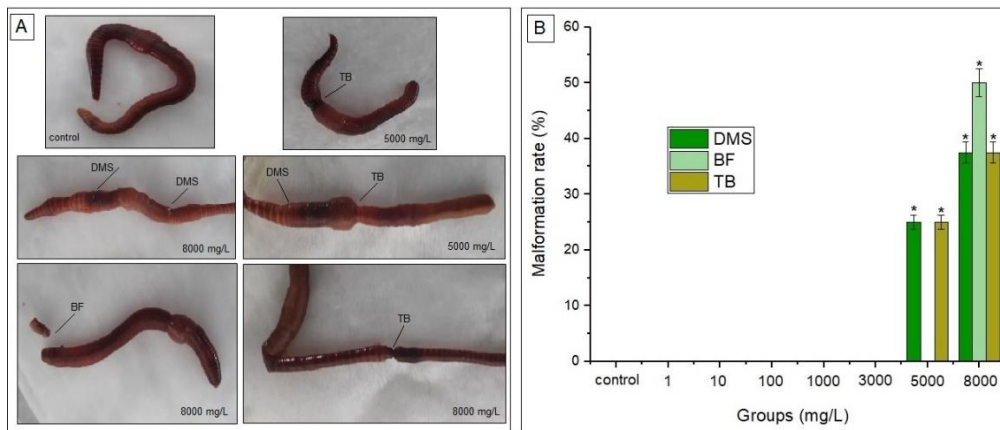 A
control
TB
5000 mg/L
DMS
DMS
8000 mg/L
DMS
TB
5000 mg/L
BF
8000 mg/L
TB
8000 mg/L
B
Malformation rate (%)
60
50
40
30
20
10
0
DMS
BF
TB
* *
* * *
control 1 10 100 1000 3000 5000 8000
Groups (mg/L)